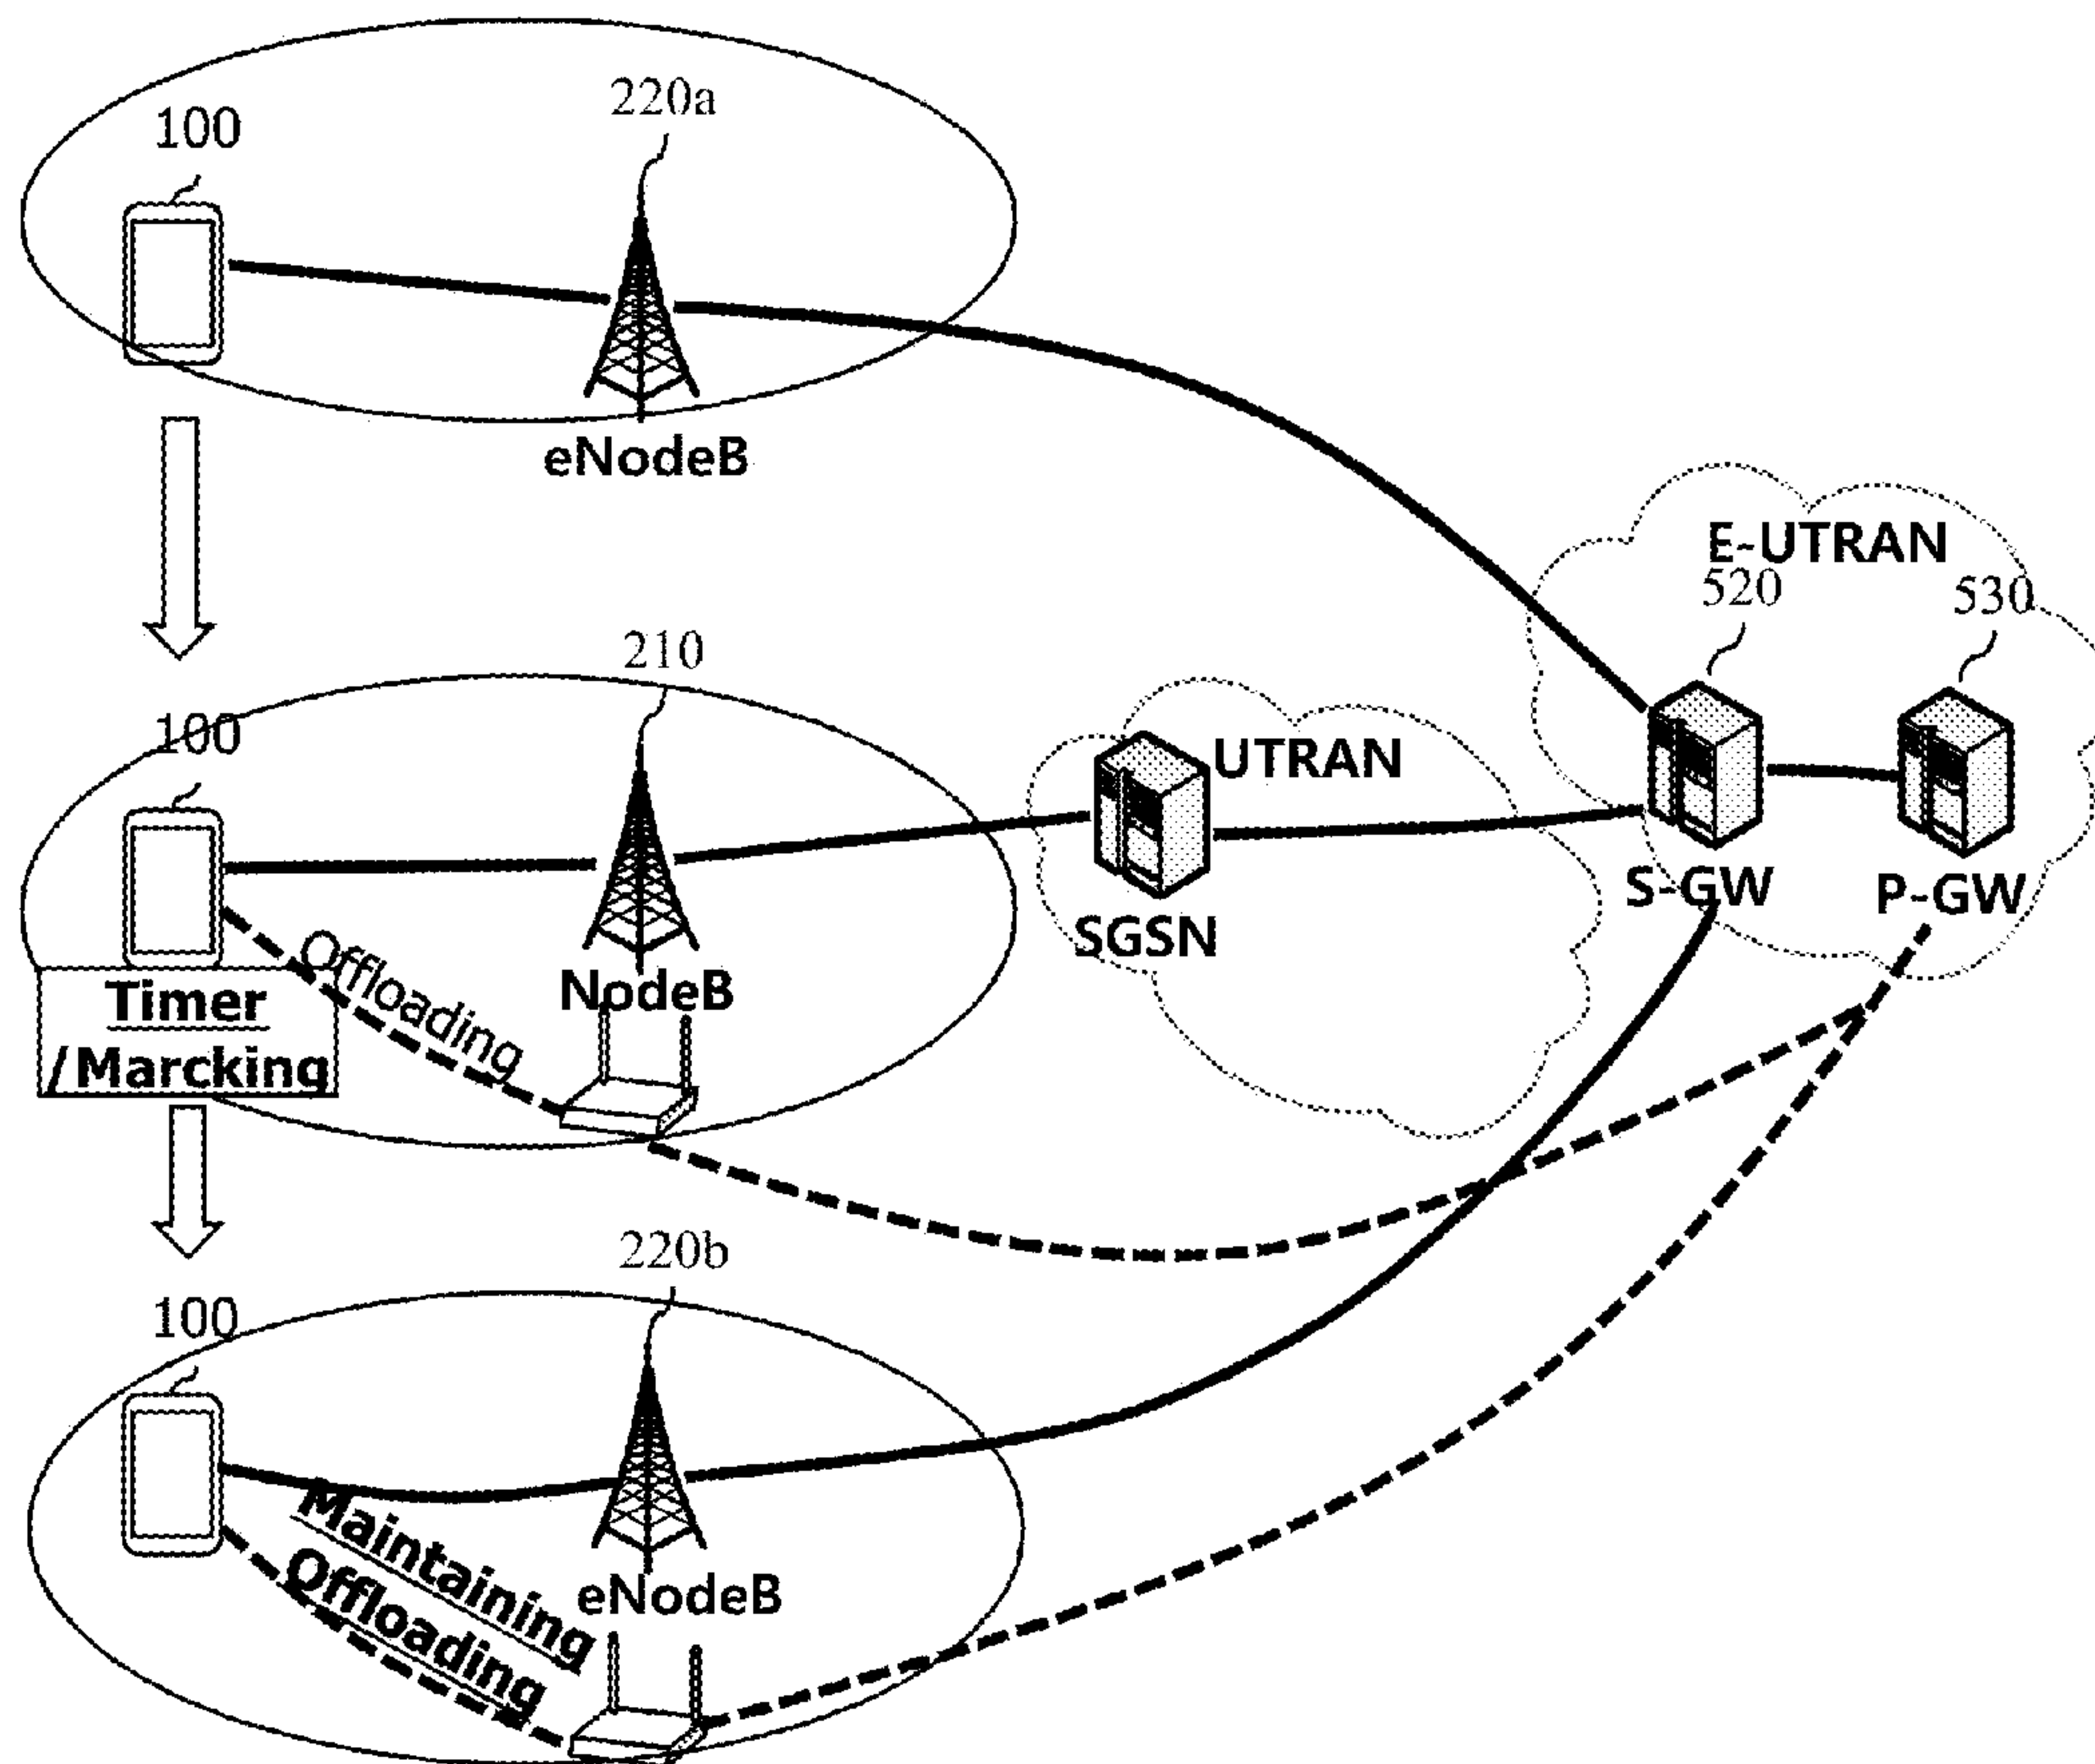 220a
100
eNodeB
E-UTRAN
520
530
210
100
UTRAN
S-GW
P-GW
SGSN
Offloading
NodeB
Timer
/Marcking
220b
100
Maintaining
Offloading
eNodeB